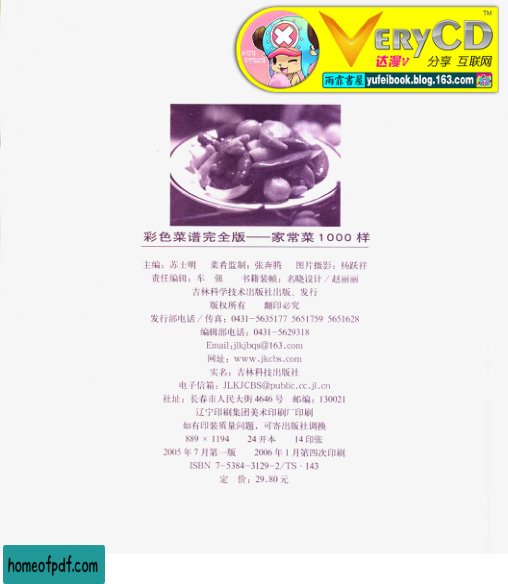 VERYCD
达漫V 分享 互联网
雨霏书屋 yufeibook.blog.163.com
彩色菜谱完全版——家常菜1000样
主编：苏士明 菜肴监制：张奔腾 图片摄影：杨跃祥
责任编辑：车 强 书籍装帧：名晓设计／赵丽丽
吉林科学技术出版社出版、发行
版权所有 翻印必究
发行部电话／传真：0431-5635177 5651759 5651628
编辑部电话：0431-5629318
Email:jlkjbqs@163.com
网址：www.jkcbs.com
实名：吉林科技出版社
电子信箱：JLKJCBS@public.cc.jl.cn
社址：长春市人民大街4646号 邮编：130021
辽宁印刷集团美术印刷厂印刷
如有印装质量问题，可寄出版社调换
889×1194 24开本 14印张
2005年7月第一版 2006年1月第四次印刷
ISBN 7-5384-3129-2/TS·143
定 价：29.80元
homeofpdf.com